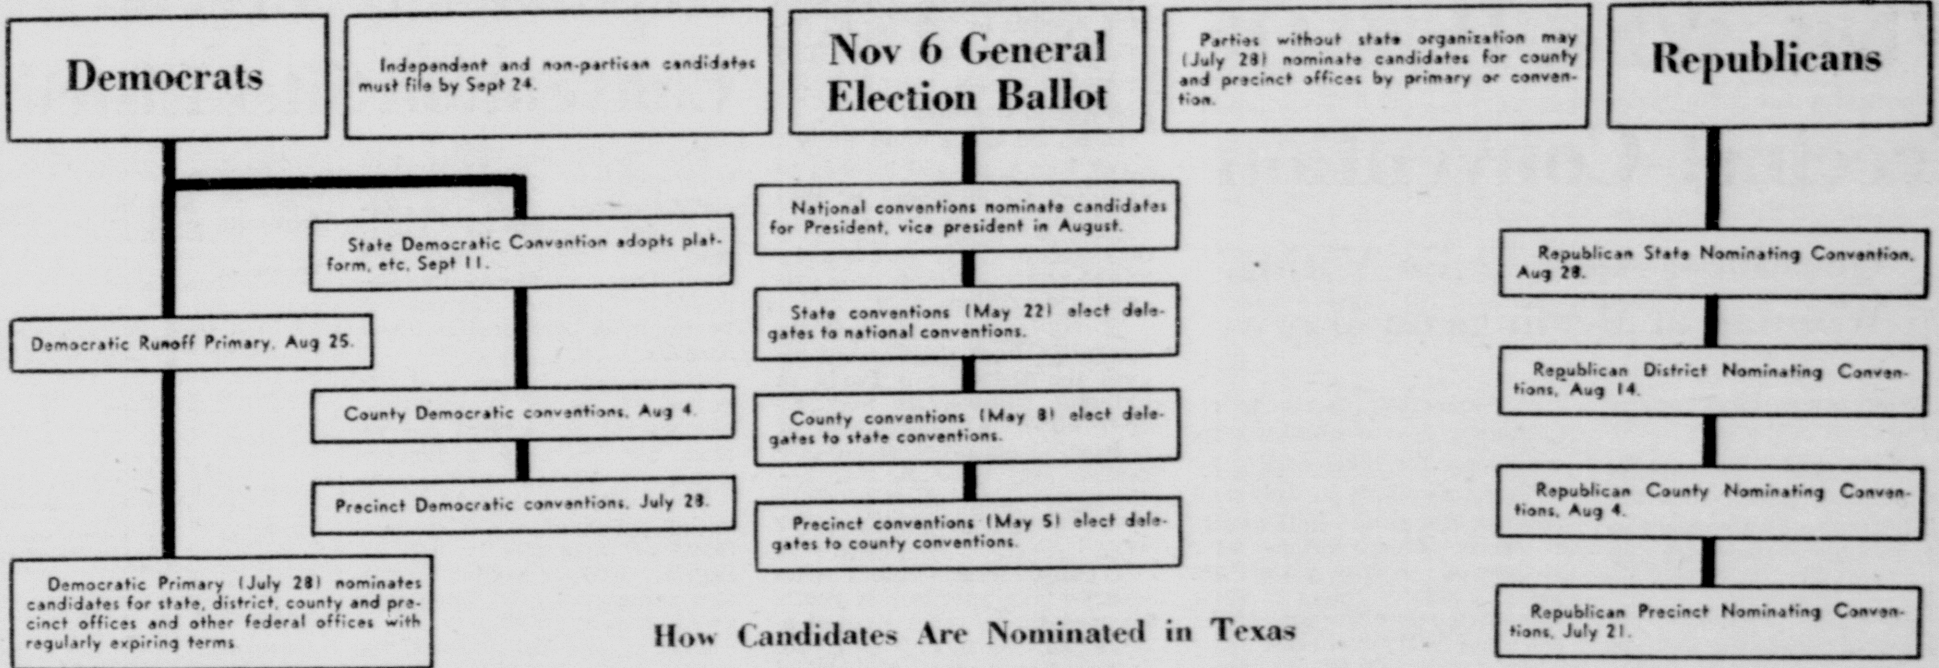 Democrats
Independent and non-partisan candidates
must file by Sept 24.
Nov 6 General
Election Ballot
Parties without state organization may
(July 28) nominate candidates for county
and precinct offices by primary or conven-
tion.
Republicans
State Democratic Convention adopts plat-
form, etc, Sept 11.
Democratic Runoff Primary, Aug 25.
County Democratic conventions, Aug 4.
Precinct Democratic conventions, July 28.
Democratic Primary (July 28) nominates
candidates for state, district, county and pre-
cinct offices and other federal offices with
regularly expiring terms.
National conventions nominate candidates
for President, vice president in August.
State conventions (May 22) elect dele-
gates to national conventions.
County conventions (May 8) elect dele-
gates to state conventions.
Precinct conventions (May 5) elect dele-
gates to county conventions.
Republican State Nominating Convention,
Aug 28.
Republican District Nominating Conven-
tions, Aug 14.
Republican County Nominating Conven-
tions, Aug 4.
Republican Precinct Nominating Conven-
tions, July 21.
How Candidates Are Nominated in Texas